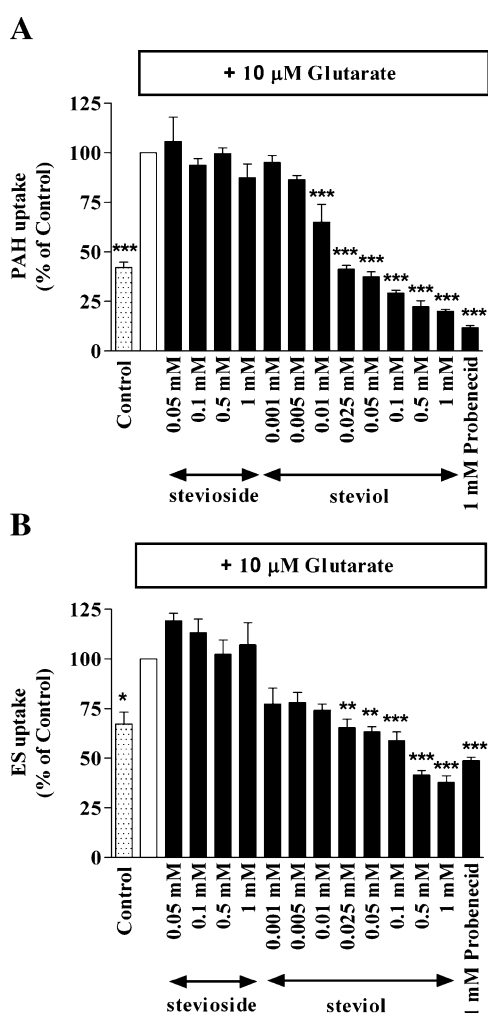 A
+ 10 μM Glutarate
PAH uptake
(% of Control)
125
100
75
50
25
0
***
***
***
***
***
***
***
***
Control
0.05 mM
0.1 mM
0.5 mM
1 mM
0.001 mM
0.005 mM
0.01 mM
0.025 mM
0.05 mM
0.1 mM
0.5 mM
1 mM
1 mM Probenecid
stevioside
steviol
B
+ 10 μM Glutarate
ES uptake
(% of Control)
125
100
75
50
25
0
*
**
**
***
***
***
***
Control
0.05 mM
0.1 mM
0.5 mM
1 mM
0.001 mM
0.005 mM
0.01 mM
0.025 mM
0.05 mM
0.1 mM
0.5 mM
1 mM
1 mM Probenecid
stevioside
steviol